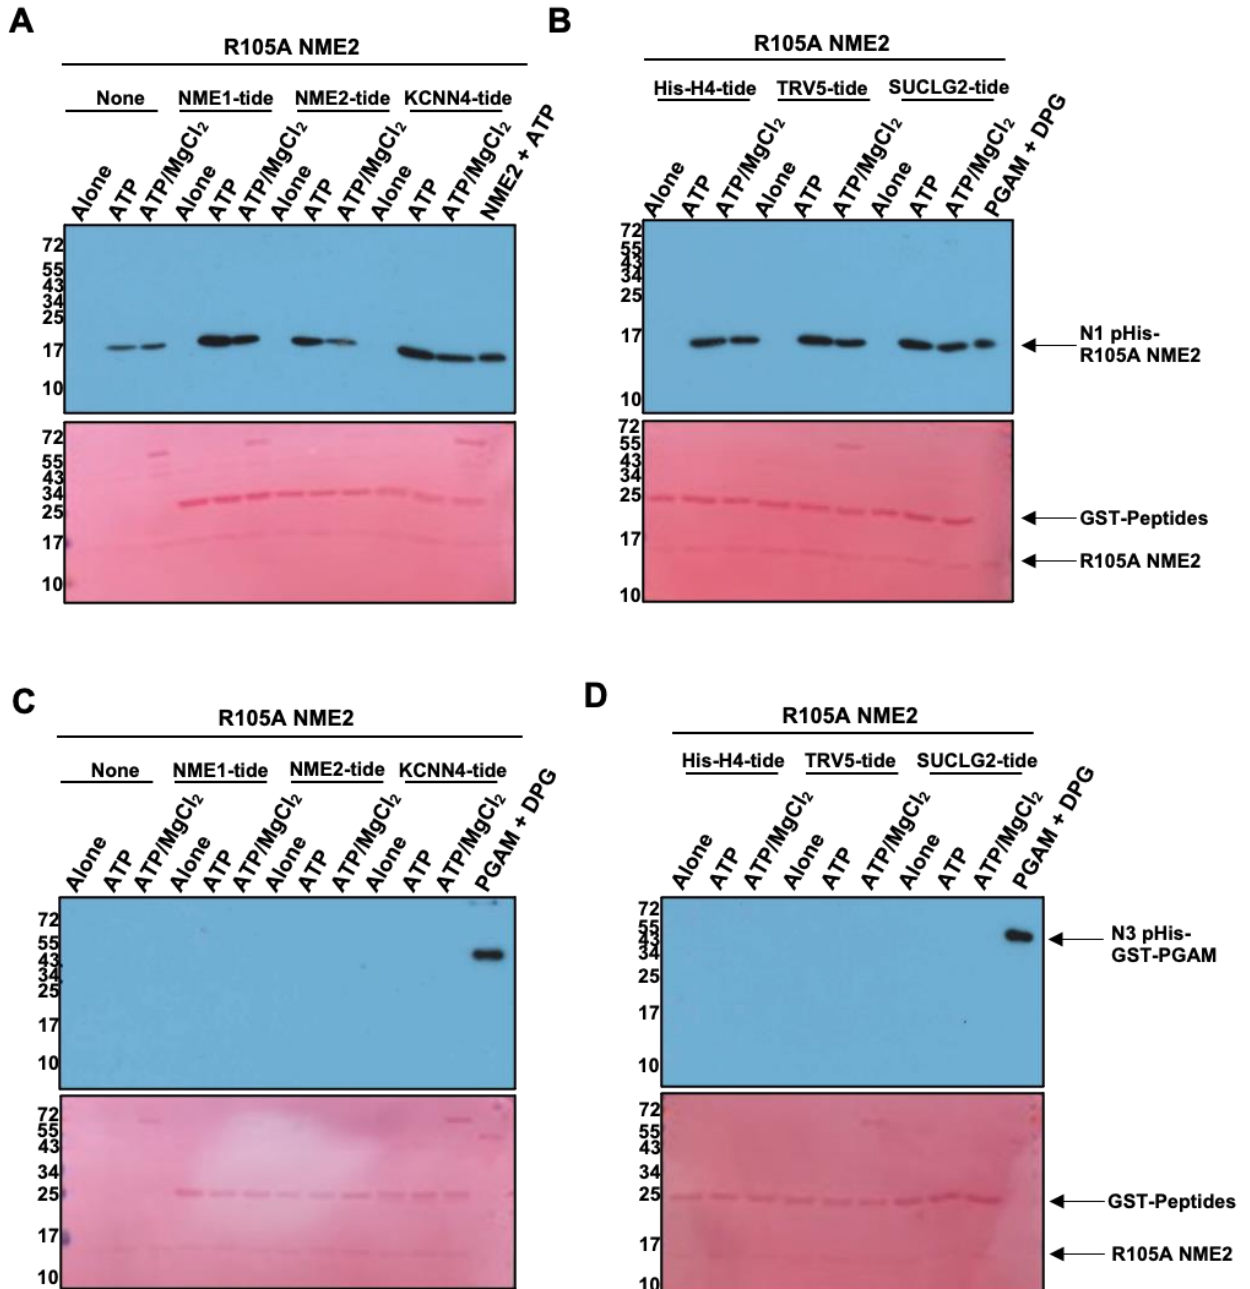 A
R105A NME2
None NME1-tide NME2-tide KCNN4-tide
Alone ATP ATP/MgCl₂ Alone ATP ATP/MgCl₂ Alone ATP ATP/MgCl₂ Alone ATP ATP/MgCl₂ NME2 + ATP
72
55
43
34
25
17
10
72
55
43
34
25
17
10
B
R105A NME2
His-H4-tide TRV5-tide SUCLG2-tide
Alone ATP ATP/MgCl₂ Alone ATP ATP/MgCl₂ Alone ATP ATP/MgCl₂ PGAM + DPG
72
55
43
34
25
17
10
N1 pHis-
R105A NME2
72
55
43
34
25
17
10
GST-Peptides
R105A NME2
C
R105A NME2
None NME1-tide NME2-tide KCNN4-tide
Alone ATP ATP/MgCl₂ Alone ATP ATP/MgCl₂ Alone ATP ATP/MgCl₂ Alone ATP ATP/MgCl₂ PGAM + DPG
72
55
43
34
25
17
10
72
55
43
34
25
17
10
D
R105A NME2
His-H4-tide TRV5-tide SUCLG2-tide
Alone ATP ATP/MgCl₂ Alone ATP ATP/MgCl₂ Alone ATP ATP/MgCl₂ PGAM + DPG
72
55
43
34
25
17
10
N3 pHis-
GST-PGAM
72
55
43
34
25
17
10
GST-Peptides
R105A NME2